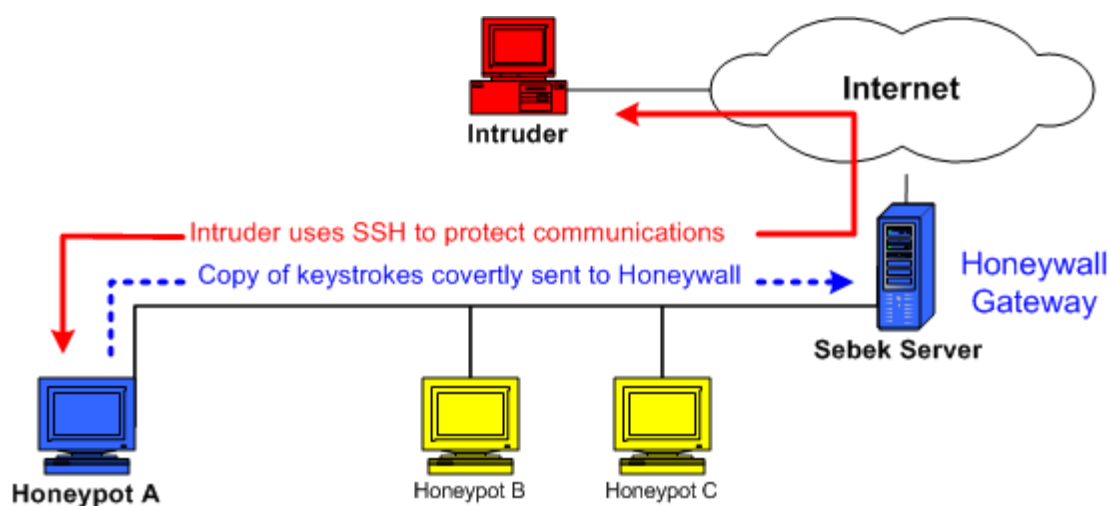 Internet
Intruder
Intruder uses SSH to protect communications
Copy of keystrokes covertly sent to Honeywall
Honeywall
Gateway
Sebek Server
Honeypot A
Honeypot B
Honeypot C